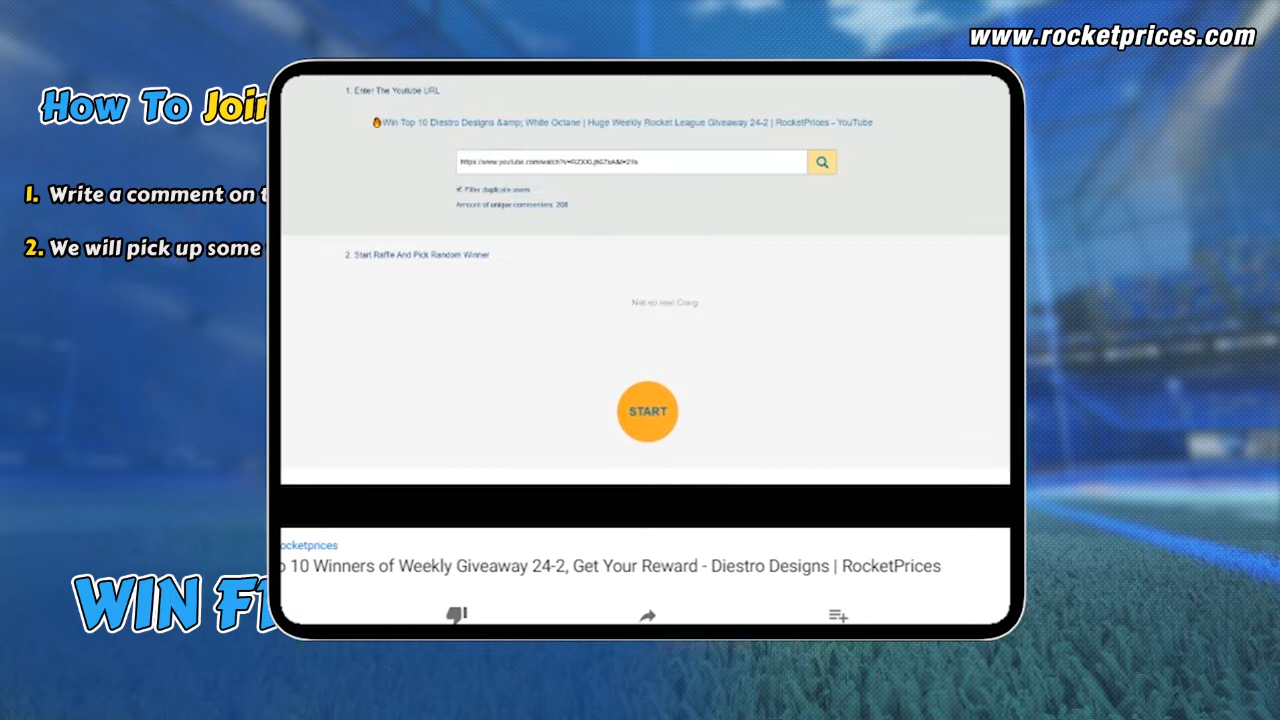 www.rocketprices.com
How To Join
1. Write a comment on t
2. We will pick up some
WIN F
1. Enter The Youtube URL
🔥Win Top 10 Diestro Designs &amp; White Octane | Huge Weekly Rocket League Giveaway 24-2 | RocketPrices - YouTube
Filter duplicate users
Amount of unique commenters: 208
2. Start Raffle And Pick Random Winner
START
ocketprices
p 10 Winners of Weekly Giveaway 24-2, Get Your Reward - Diestro Designs | RocketPrices